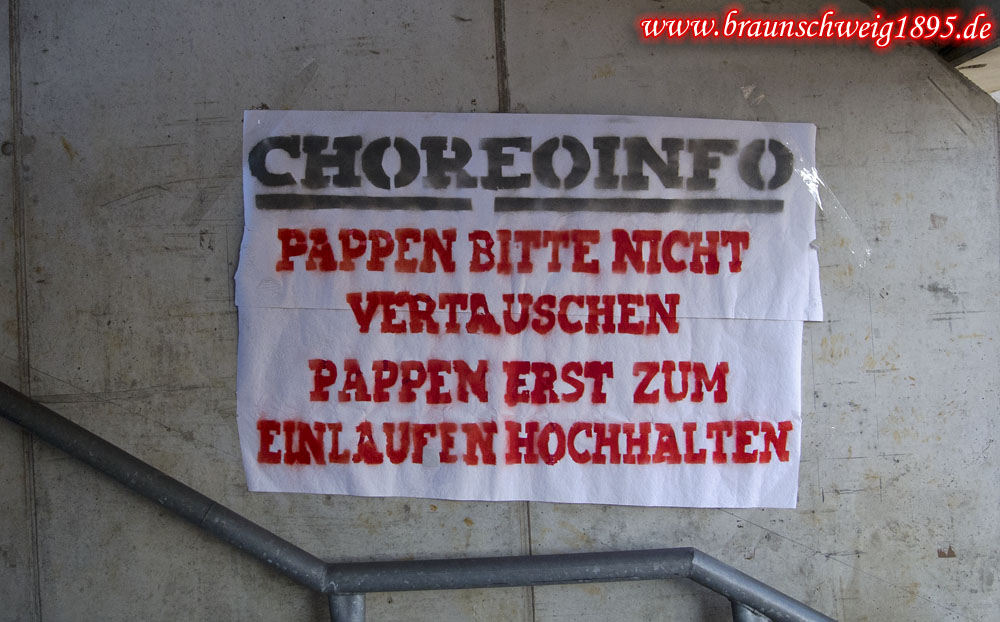 www.braunschweig1895.de
CHOREOINFO
PAPPEN BITTE NICHT
VERTAUSCHEN
PAPPEN ERST ZUM
EINLAUFEN HOCHHALTEN